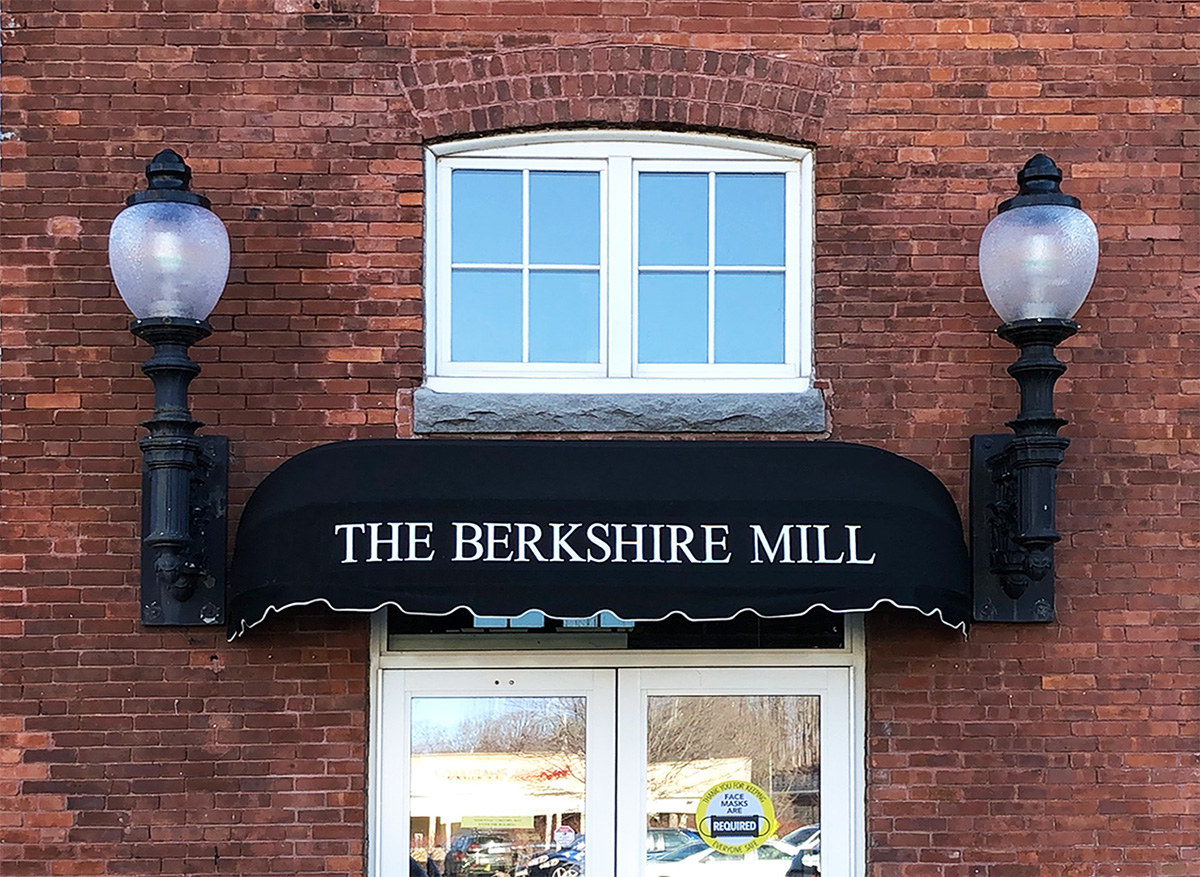 THE BERKSHIRE MILL
THANK YOU FOR KEEPING
FACE
MASKS
ARE
REQUIRED
EVERYONE SAFE